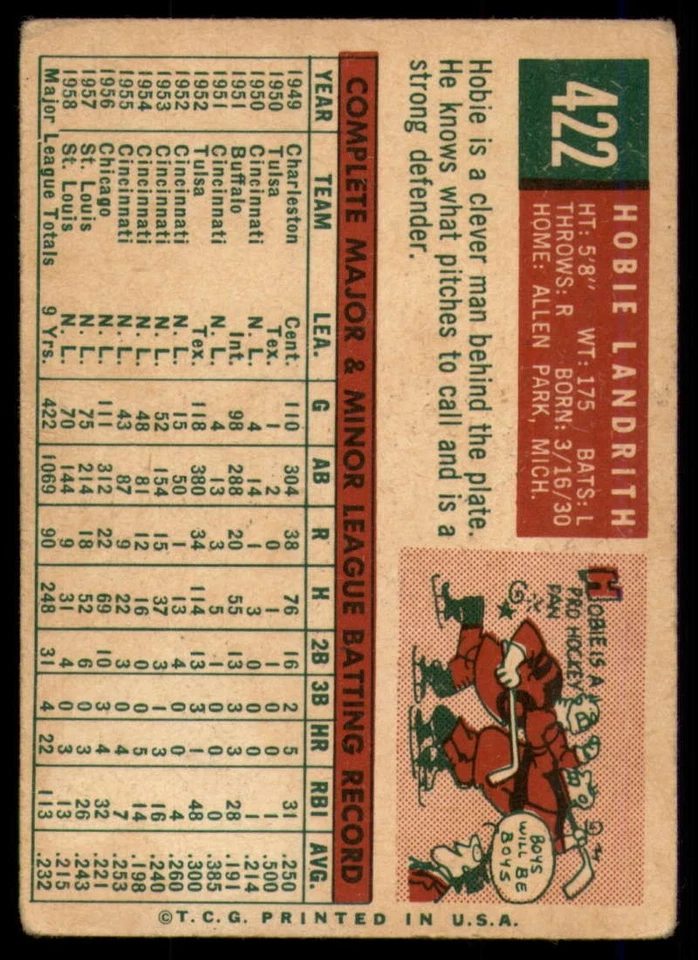 422
HOBIE LANDRITH
HT: 5'8" WT: 175 BATS: L
THROWS: R BORN: 3/16/30
HOME: ALLEN PARK, MICH.
Hobie is a clever man behind the plate.
He knows what pitches to call and is a
strong defender.
HOBIE IS A
PRO HOCKEY
FAN
BOYS
WILL BE
BOYS
COMPLETE MAJOR & MINOR LEAGUE BATTING RECORD
YEAR TEAM LEA. G AB R H 2B 3B HR RBI AVG.
1949 Charleston Cent. 110 304 38 76 16 2 5 31 .250
1950 Tulsa Tex. 1 2 0 1 0 0 0 1 .500
1950 Cincinnati N. L. 4 14 1 3 0 0 0 1 .214
1951 Buffalo Int. 98 288 20 55 13 3 3 28 .191
1951 Cincinnati N. L. 4 13 3 5 1 0 0 0 .385
1952 Tulsa Tex. 118 380 34 114 13 3 1 48 .300
1952 Cincinnati N. L. 15 50 1 13 4 0 0 4 .260
1953 Cincinnati N. L. 52 154 15 37 3 1 3 16 .240
1954 Cincinnati N. L. 48 81 12 16 0 0 5 14 .198
1955 Cincinnati N. L. 43 87 9 22 3 0 4 7 .253
1956 Chicago N. L. 111 312 22 69 10 3 4 32 .221
1957 St. Louis N. L. 75 214 18 52 6 0 3 26 .243
1958 St. Louis N. L. 70 144 9 31 4 0 3 13 .215
Major League Totals 9 Yrs. 422 1069 90 248 31 4 22 113 .232
©T.C.G. PRINTED IN U.S.A.